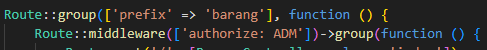 Route::group(['prefix' => 'barang'], function () {
Route::middleware(['authorize: ADM'])->group(function () {